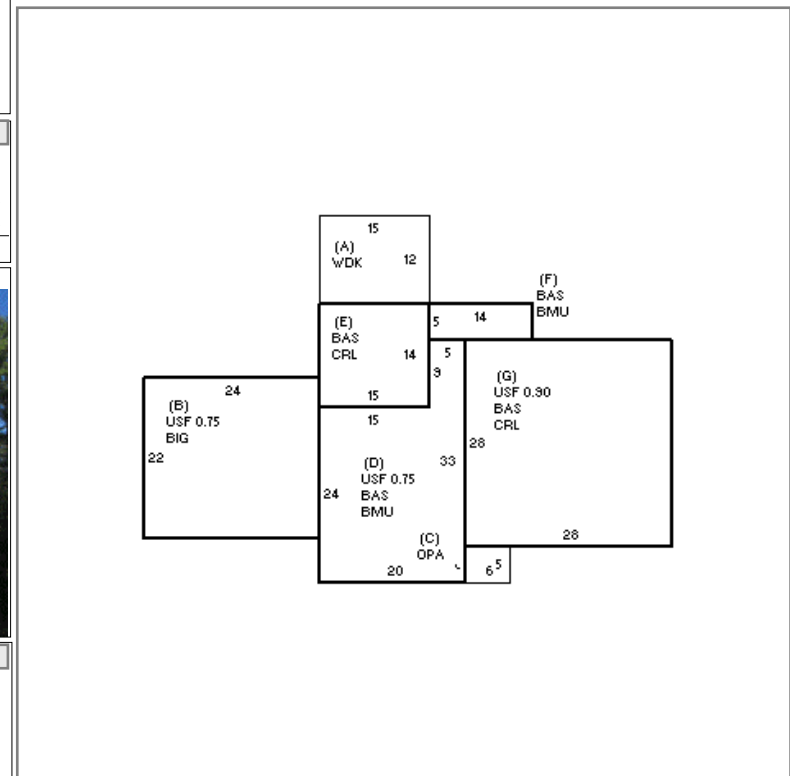 15
(A)
WDK
12
(F)
BAS
BMU
(E)
BAS
CRL
5
14
14
5
9
15
24
(B)
USF 0.75
BIG
22
15
(G)
USF 0.90
BAS
CRL
28
33
(D)
USF 0.75
BAS
BMU
24
(C)
OPA
28
20
6
5